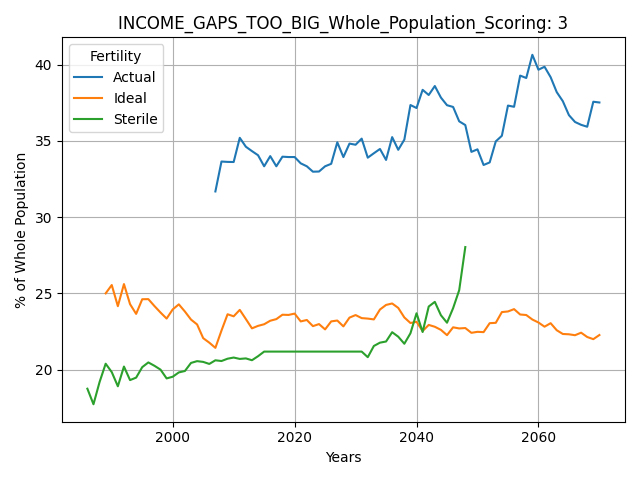 INCOME_GAPS_TOO_BIG_Whole_Population_Scoring: 3
Fertility
Actual
Ideal
Sterile
% of Whole Population
40
35
30
25
20
2000
2020
2040
2060
Years